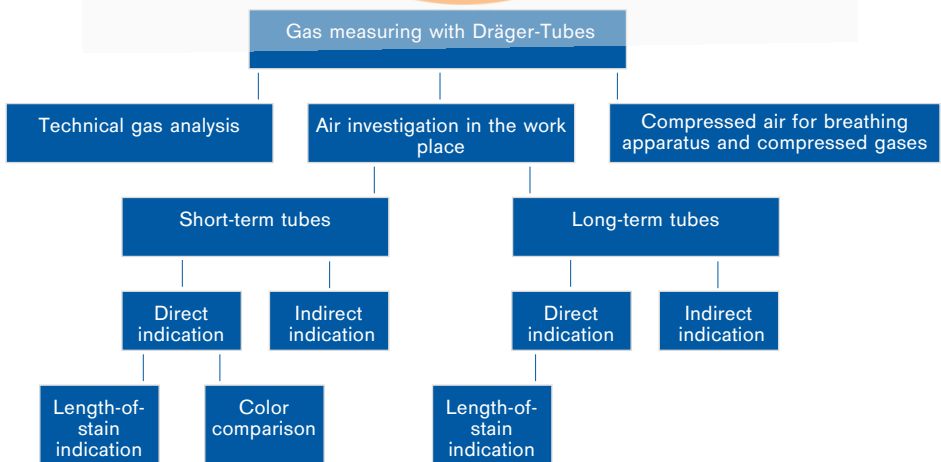 Gas measuring with Dräger-Tubes
Technical gas analysis
Air investigation in the work
place
Compressed air for breathing
apparatus and compressed gases
Short-term tubes
Long-term tubes
Direct
indication
Indirect
indication
Direct
indication
Indirect
indication
Length-of-
stain
indication
Color
comparison
Length-of-
stain
indication